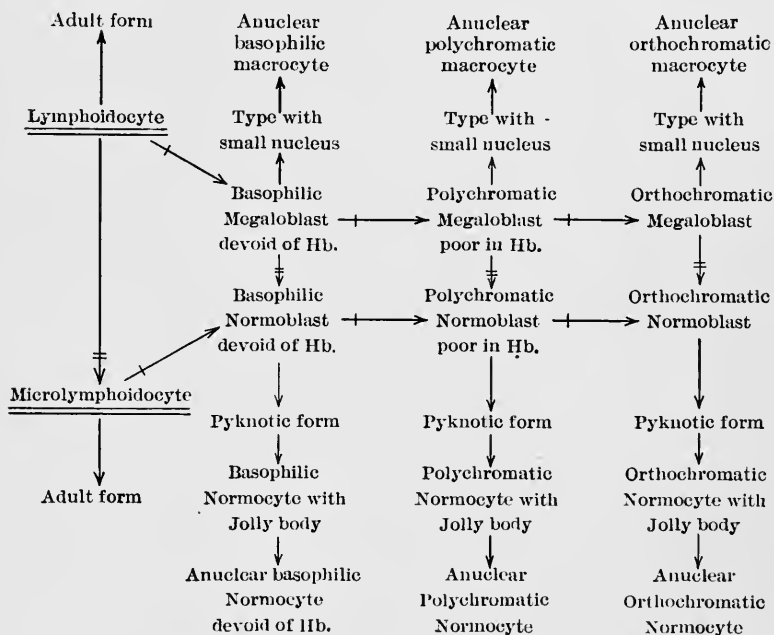 Adult form
Anuclear
basophilic
macrocyte
Anuclear
polychromatic
macrocyte
Anuclear
orthochromatic
macrocyte
Lymphoidocyte
Type with
small nucleus
Type with -
small nucleus
Type with
small nucleus
Basophilic
Megaloblast
devoid of Hb.
Polychromatic
Megaloblast
poor in Hb.
Orthochromatic
Megaloblast
Basophilic
Normoblast
devoid of Hb.
Polychromatic
Normoblast
poor in Hb.
Orthochromatic
Normoblast
Microlymphoidocyte
Pyknotic form
Pyknotic form
Pyknotic form
Adult form
Basophilic
Normocyte with
Jolly body
Polychromatic
Normocyte with
Jolly body
Orthochromatic
Normocyte with
Jolly body
Anuclear basophilic
Normocyte
devoid of Hb.
Anuclear
Polychromatic
Normocyte
Anuclear
Orthochromatic
Normocyte